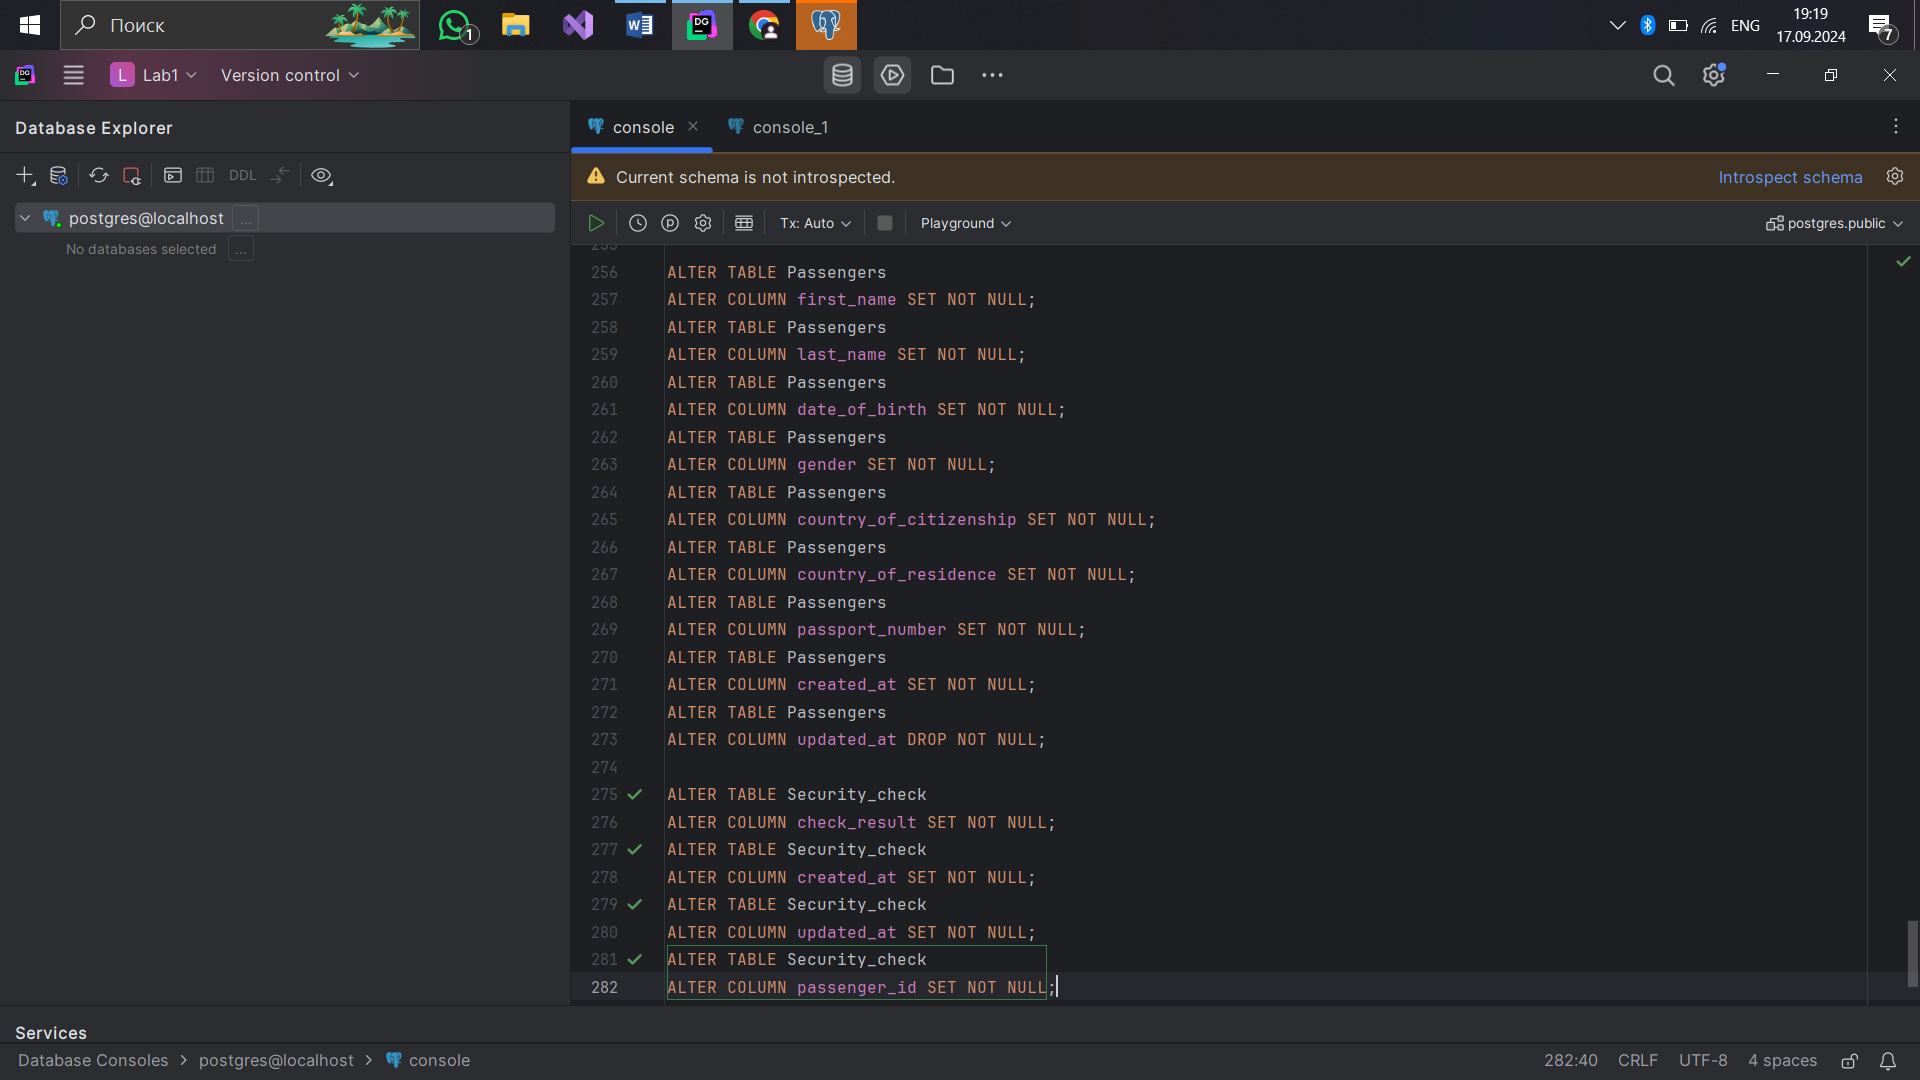 Поиск
1
ENG
19:19
17.09.2024
7
L Lab1
Version control
Database Explorer
console
console_1
DDL
Current schema is not introspected.
Introspect schema
postgres@localhost ...
No databases selected ...
Tx: Auto
Playground
postgres.public
255
256 ALTER TABLE Passengers
257 ALTER COLUMN first_name SET NOT NULL;
258 ALTER TABLE Passengers
259 ALTER COLUMN last_name SET NOT NULL;
260 ALTER TABLE Passengers
261 ALTER COLUMN date_of_birth SET NOT NULL;
262 ALTER TABLE Passengers
263 ALTER COLUMN gender SET NOT NULL;
264 ALTER TABLE Passengers
265 ALTER COLUMN country_of_citizenship SET NOT NULL;
266 ALTER TABLE Passengers
267 ALTER COLUMN country_of_residence SET NOT NULL;
268 ALTER TABLE Passengers
269 ALTER COLUMN passport_number SET NOT NULL;
270 ALTER TABLE Passengers
271 ALTER COLUMN created_at SET NOT NULL;
272 ALTER TABLE Passengers
273 ALTER COLUMN updated_at DROP NOT NULL;
274
275 ALTER TABLE Security_check
276 ALTER COLUMN check_result SET NOT NULL;
277 ALTER TABLE Security_check
278 ALTER COLUMN created_at SET NOT NULL;
279 ALTER TABLE Security_check
280 ALTER COLUMN updated_at SET NOT NULL;
281 ALTER TABLE Security_check
282 ALTER COLUMN passenger_id SET NOT NULL;
Services
Database Consoles > postgres@localhost > console
282:40 CRLF UTF-8 4 spaces